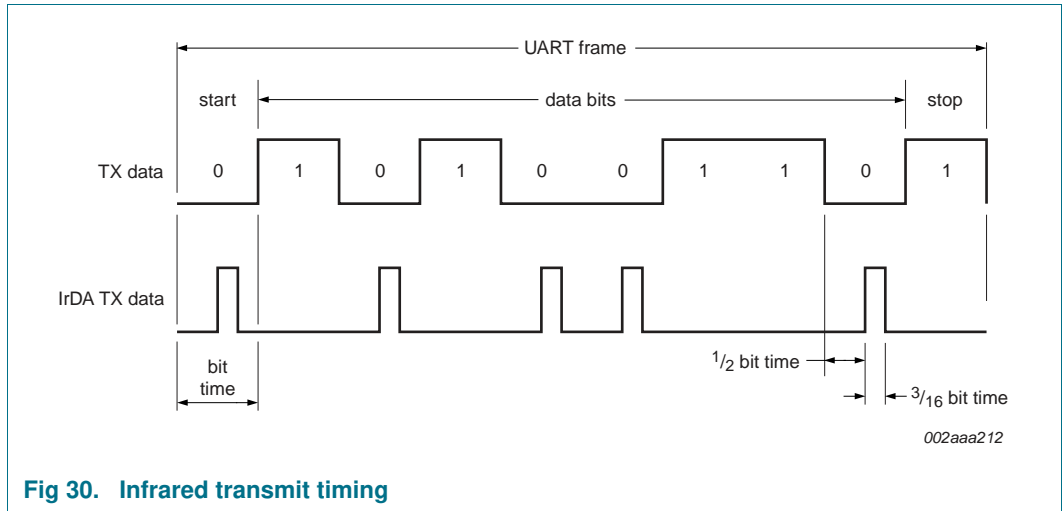 UART frame
start data bits stop
TX data 0 1 0 1 0 0 1 1 0 1
IrDA TX data
bit
time
1/2 bit time
3/16 bit time
002aaa212
Fig 30. Infrared transmit timing